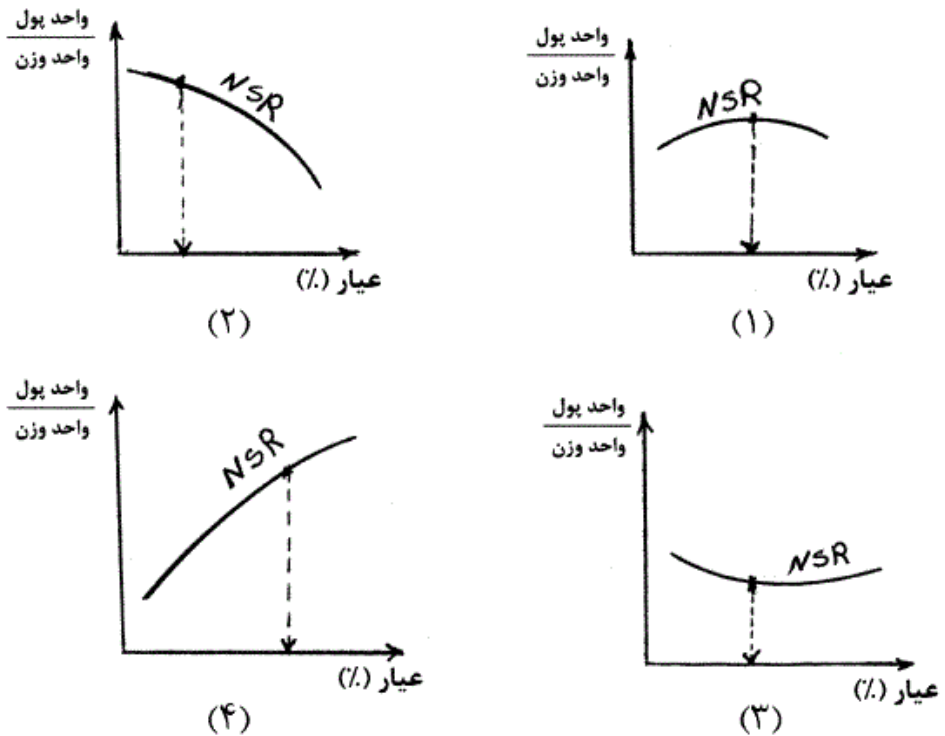 واحد پول
واحد وزن
NSR
عیار (٪)
(۱)
واحد پول
واحد وزن
NSR
عیار (٪)
(۲)
واحد پول
واحد وزن
NSR
عیار (٪)
(۳)
واحد پول
واحد وزن
NSR
عیار (٪)
(۴)